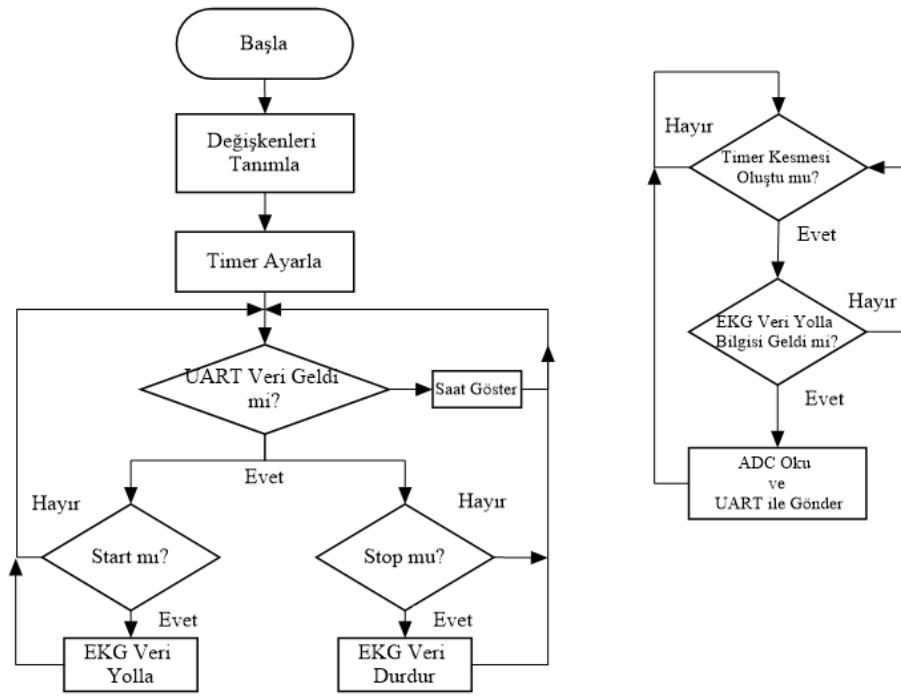 Başla
Değişkenleri
Tanımla
Timer Ayarla
UART Veri Geldi
mi?
Saat Göster
Evet
Hayır
Start mı?
Evet
EKG Veri
Yolla
Hayır
Stop mu?
Evet
EKG Veri
Durdur
Hayır
Timer Kesmesi
Oluştu mu?
Evet
EKG Veri Yolla
Bilgisi Geldi mi?
Hayır
Evet
ADC Oku
ve
UART ile Gönder